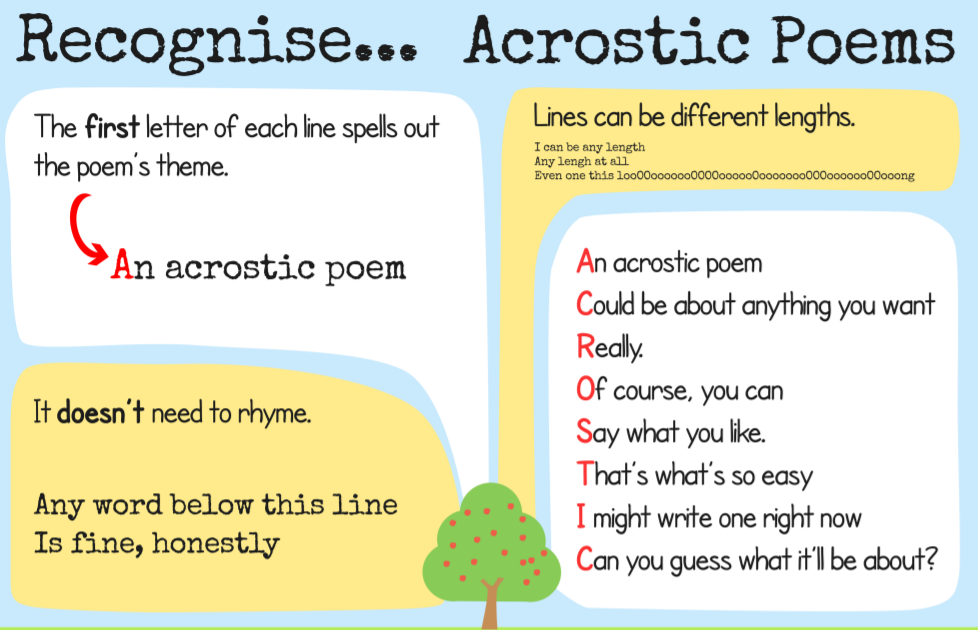 Recognise... Acrostic Poems
The first letter of each line spells out
the poem's theme.
An acrostic poem
It doesn't need to rhyme.
Any word below this line
Is fine, honestly
Lines can be different lengths.
I can be any length
Any lengh at all
Even one this looOOoooooo0000ooooo0oooooooo000oooooo00ooong
An acrostic poem
Could be about anything you want
Really.
Of course, you can
Say what you like.
That's what's so easy
I might write one right now
Can you guess what it'll be about?